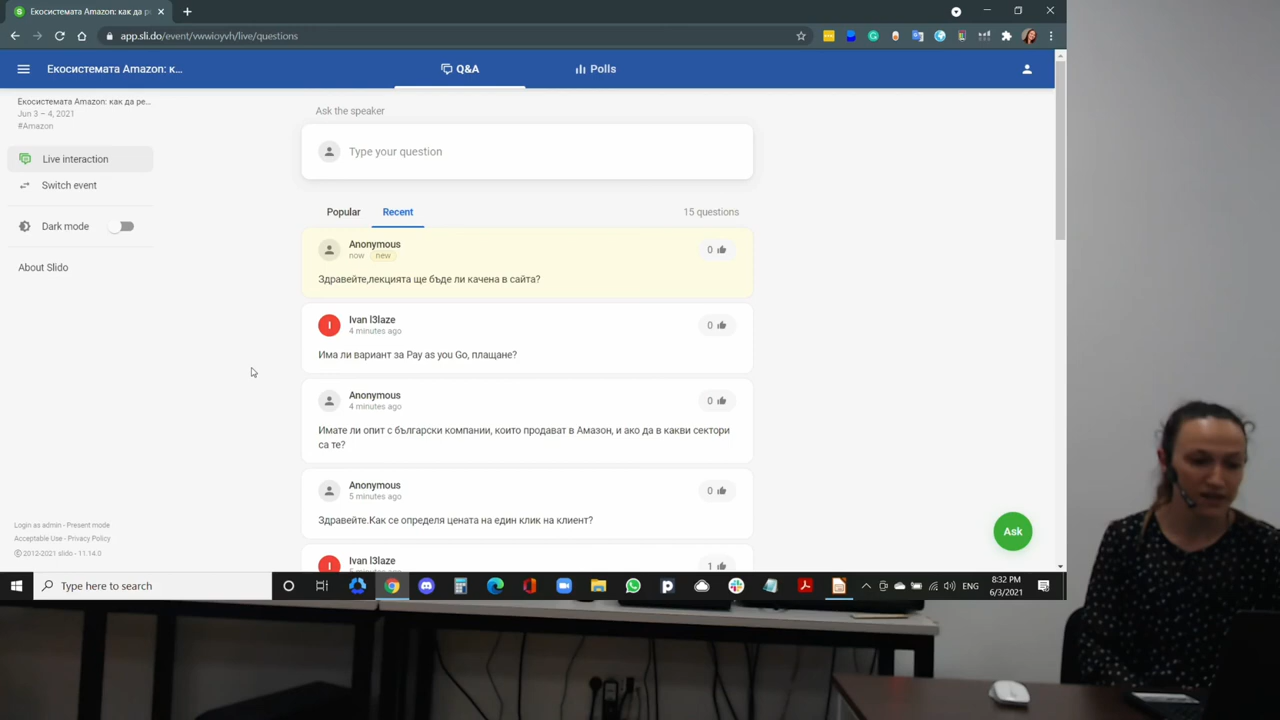 Екосистемата Amazon: как да ре
app.sli.do/event/vwwioyvh/live/questions
Екосистемата Amazon: к...
Q&A
Polls
Екосистемата Amazon: как да ре...
Jun 3 – 4, 2021
#Amazon
Live interaction
Switch event
Dark mode
About Slido
Ask the speaker
Type your question
Popular
Recent
15 questions
Anonymous
now new
0
Здравейте,лекцията ще бъде ли качена в сайта?
I
Ivan l3laze
4 minutes ago
0
Има ли вариант за Pay as you Go, плащане?
Anonymous
4 minutes ago
0
Имате ли опит с български компании, които продават в Амазон, и ако да в какви сектори
са те?
Anonymous
5 minutes ago
0
Здравейте.Как се определя цената на един клик на клиент?
I
Ivan l3laze
5 minutes ago
1
Ask
Login as admin - Present mode
Acceptable Use - Privacy Policy
© 2012-2021 slido - 11.14.0
Type here to search
ENG
8:32 PM
6/3/2021